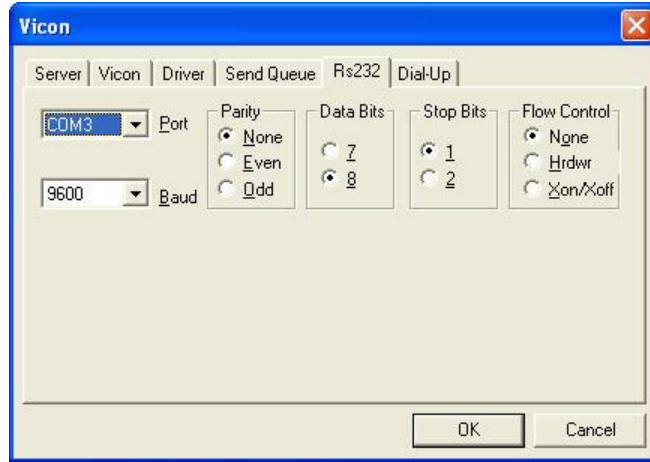 Vicon
Server Vicon Driver Send Queue Rs232 Dial-Up
COM3 Port
9600 Baud
Parity
None
Even
Odd
Data Bits
7
8
Stop Bits
1
2
Flow Control
None
Hrdwr
Xon/Xoff
OK Cancel